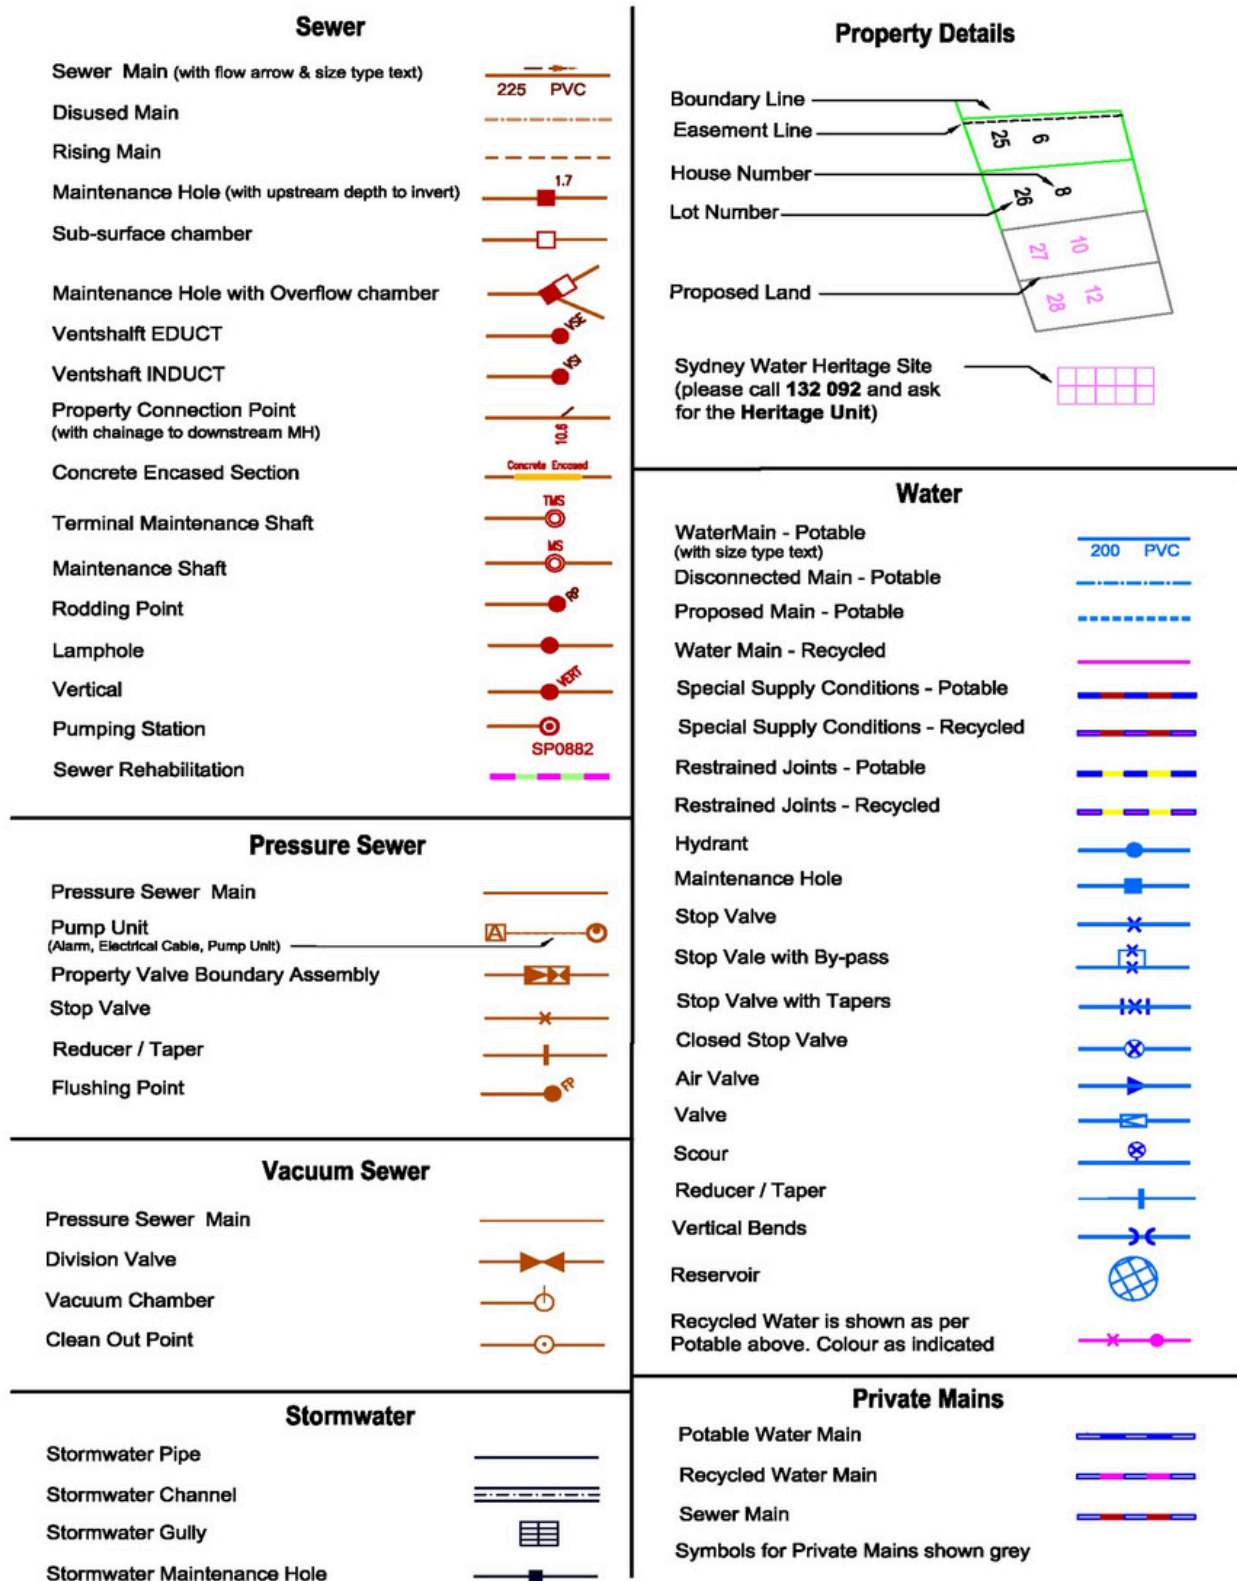 Sewer
Sewer Main (with flow arrow & size type text)
225 PVC
Disused Main
Rising Main
Maintenance Hole (with upstream depth to invert)
1.7
Sub-surface chamber
Maintenance Hole with Overflow chamber
Ventshalft EDUCT
VSE
Ventshaft INDUCT
VSI
Property Connection Point
(with chainage to downstream MH)
10.6
Concrete Encased Section
Concrete Encased
Terminal Maintenance Shaft
TMS
Maintenance Shaft
MS
Rodding Point
RP
Lamphole
Vertical
VERT
Pumping Station
SP0882
Sewer Rehabilitation
Pressure Sewer
Pressure Sewer Main
Pump Unit
A
(Alarm, Electrical Cable, Pump Unit)
Property Valve Boundary Assembly
Stop Valve
Reducer / Taper
Flushing Point
FP
Vacuum Sewer
Pressure Sewer Main
Division Valve
Vacuum Chamber
Clean Out Point
Stormwater
Stormwater Pipe
Stormwater Channel
Stormwater Gully
Stormwater Maintenance Hole
Property Details
Boundary Line
Easement Line
25 6
House Number
26 8
Lot Number
27 10
Proposed Land
28 12
Sydney Water Heritage Site
(please call 132 092 and ask
for the Heritage Unit)
Water
WaterMain - Potable
(with size type text)
200 PVC
Disconnected Main - Potable
Proposed Main - Potable
Water Main - Recycled
Special Supply Conditions - Potable
Special Supply Conditions - Recycled
Restrained Joints - Potable
Restrained Joints - Recycled
Hydrant
Maintenance Hole
Stop Valve
Stop Vale with By-pass
Stop Valve with Tapers
Closed Stop Valve
Air Valve
Valve
Scour
Reducer / Taper
Vertical Bends
Reservoir
Recycled Water is shown as per
Potable above. Colour as indicated
Private Mains
Potable Water Main
Recycled Water Main
Sewer Main
Symbols for Private Mains shown grey